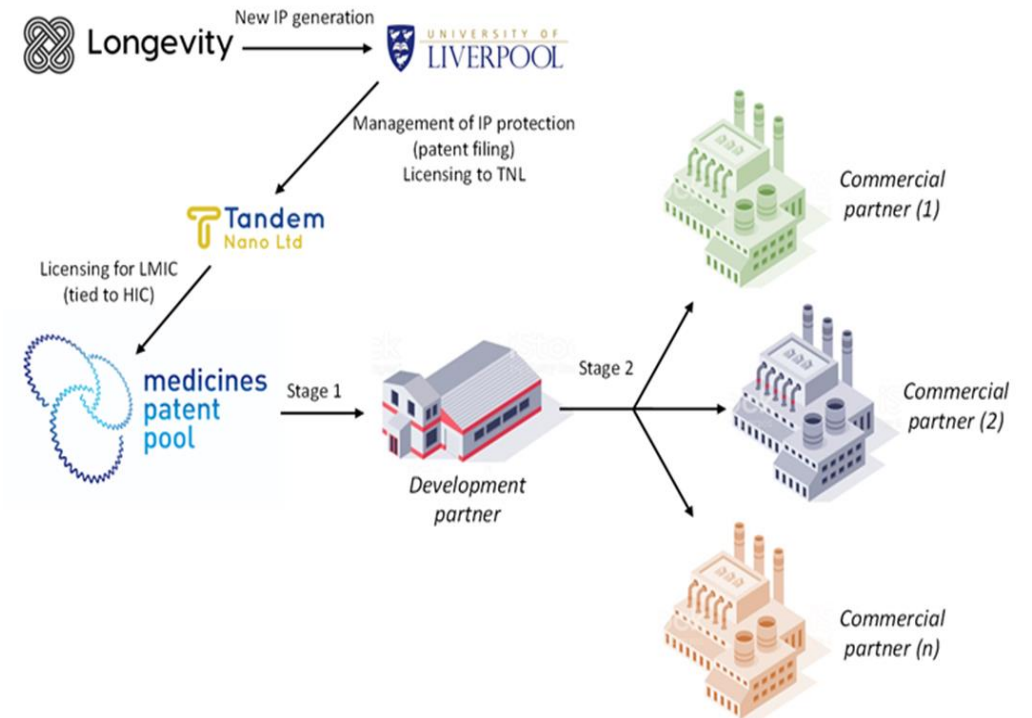 Longevity
New IP generation
UNIVERSITY OF
LIVERPOOL
Management of IP protection
(patent filing)
Licensing to TNL
Tandem
Nano Ltd
Licensing for LMIC
(tied to HIC)
medicines
patent
pool
Stage 1
Development
partner
Stage 2
Commercial
partner (1)
Commercial
partner (2)
Commercial
partner (n)